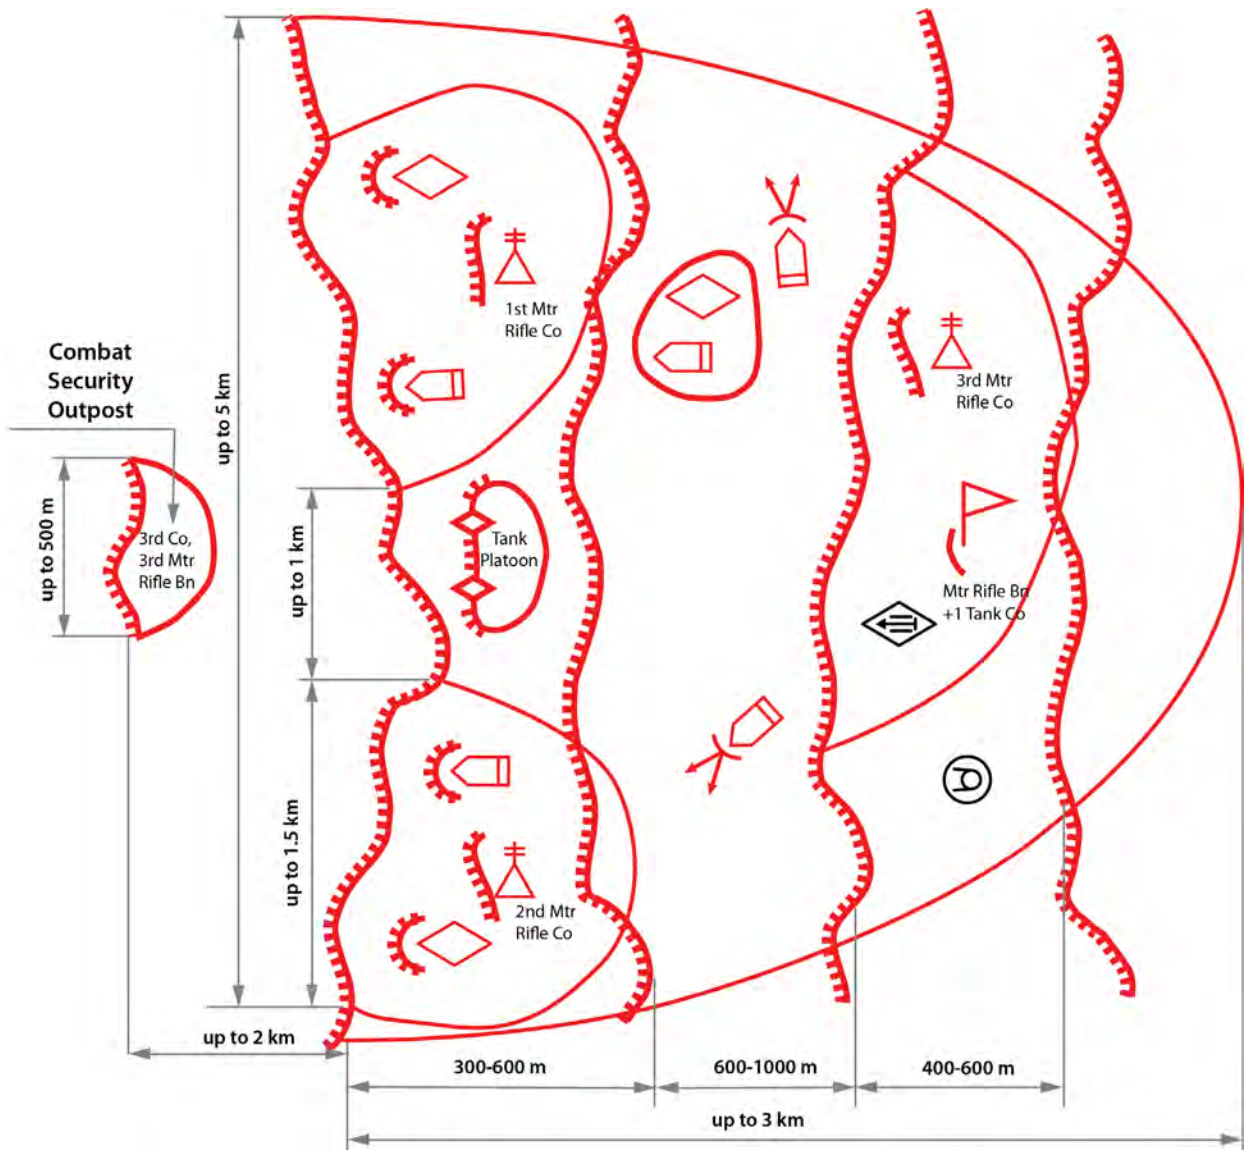 up to 5 km
1st Mtr
Rifle Co
3rd Mtr
Rifle Co
Combat
Security
Outpost
up to 500 m
3rd Co,
3rd Mtr
Rifle Bn
up to 1 km
Tank
Platoon
Mtr Rifle Bn
+1 Tank Co
up to 1.5 km
2nd Mtr
Rifle Co
up to 2 km
300-600 m
600-1000 m
400-600 m
up to 3 km